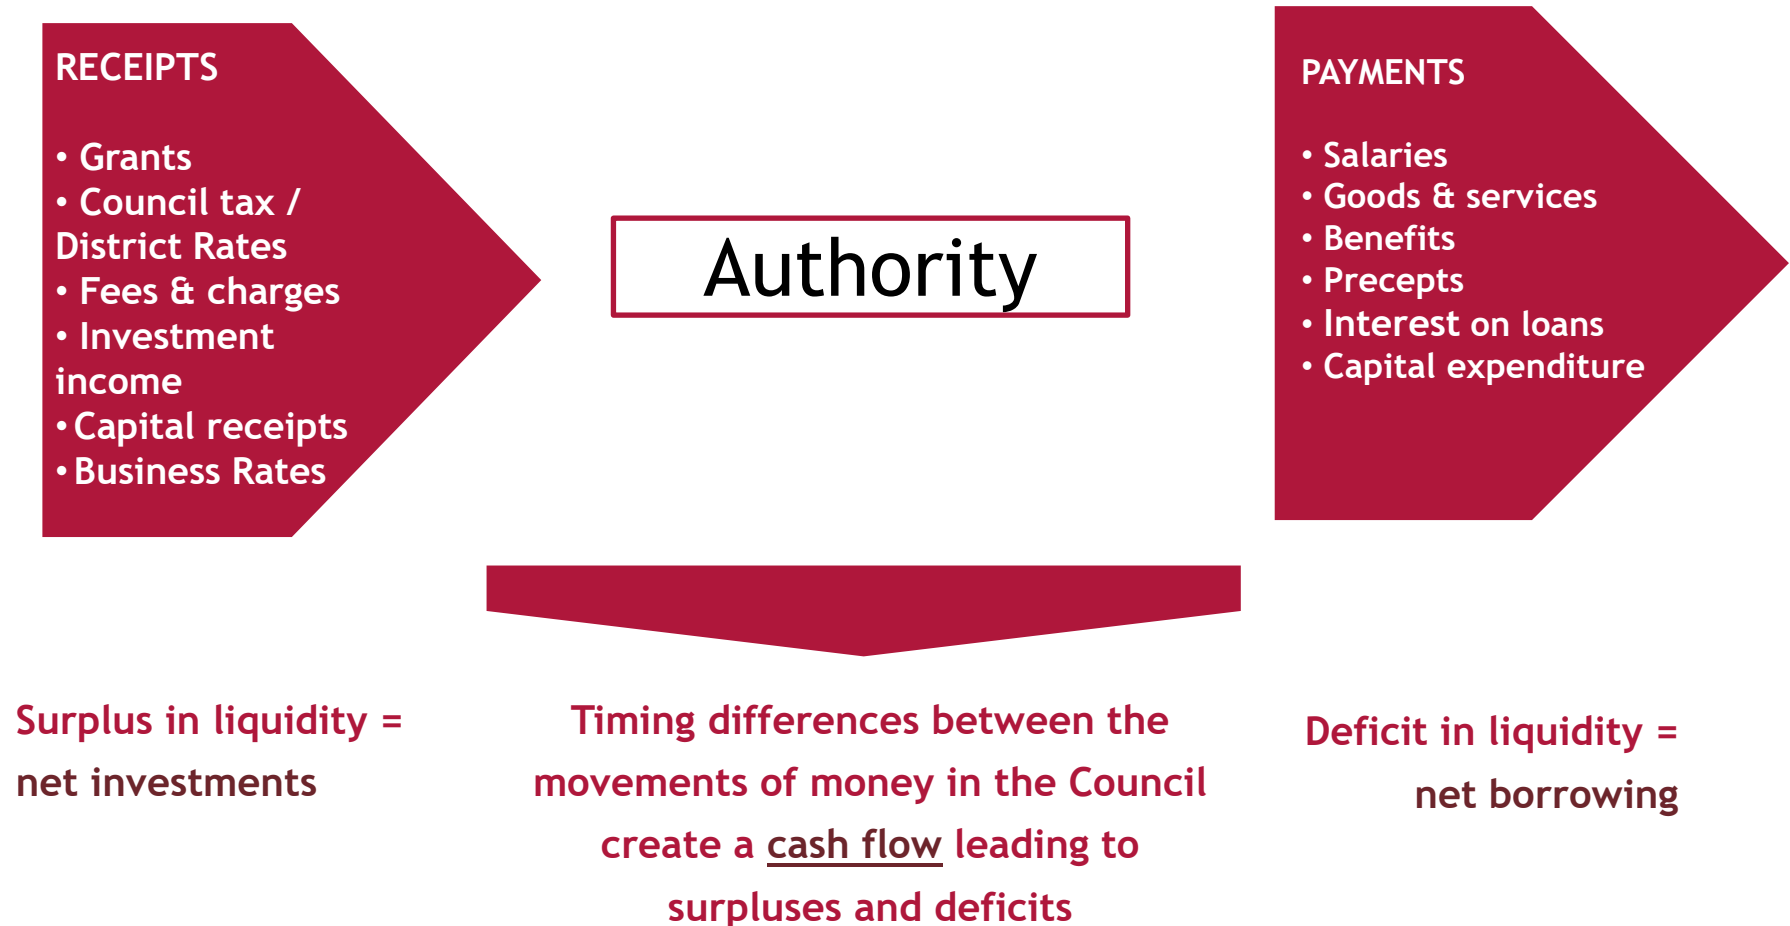 RECEIPTS
• Grants
• Council tax /
District Rates
• Fees & charges
• Investment
income
• Capital receipts
• Business Rates
Authority
PAYMENTS
• Salaries
• Goods & services
• Benefits
• Precepts
• Interest on loans
• Capital expenditure
Surplus in liquidity =
net investments
Timing differences between the
movements of money in the Council
create a cash flow leading to
surpluses and deficits
Deficit in liquidity =
net borrowing